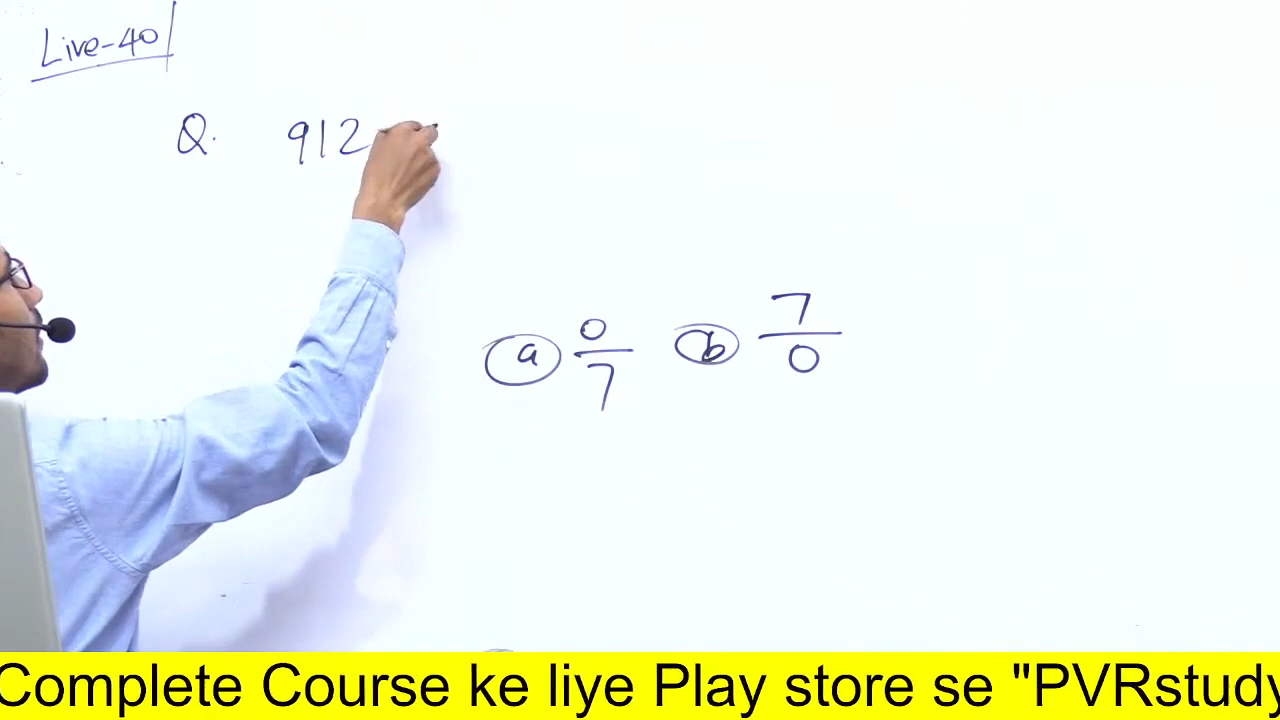 Live-40
Q. 912
a 0/7 b 7/0
Complete Course ke liye Play store se "PVRstudy